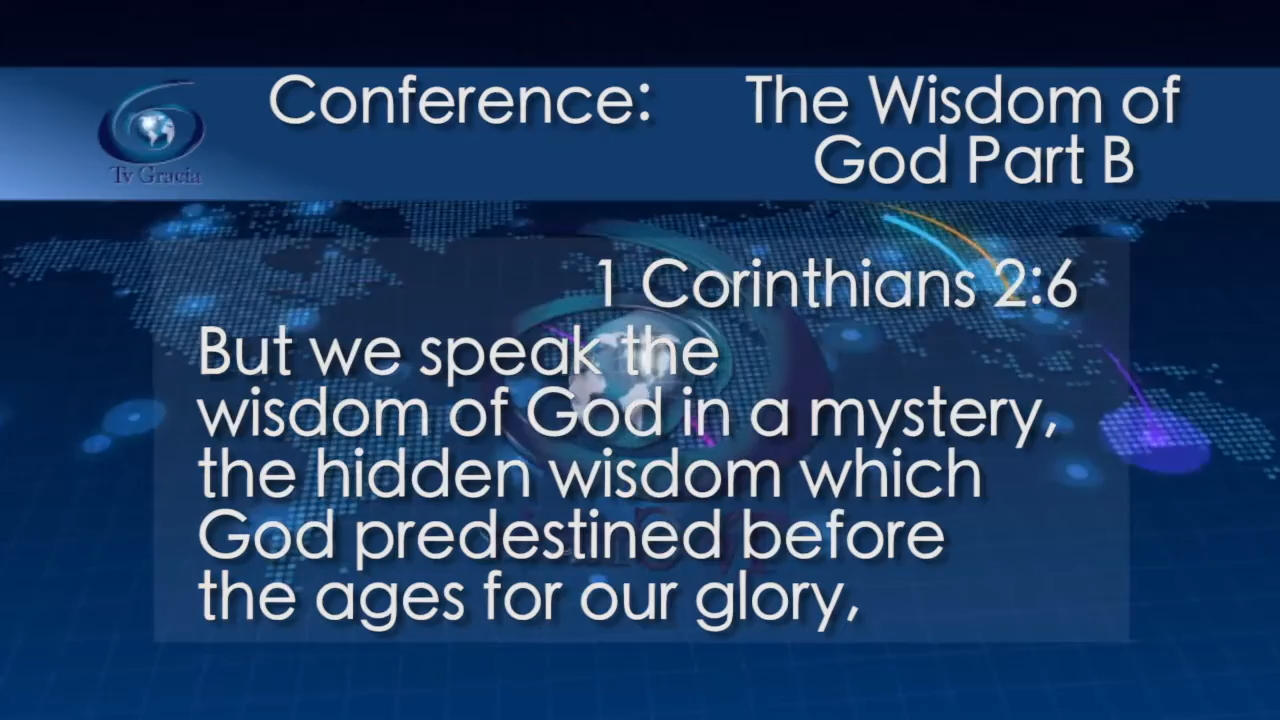 Conference:
The Wisdom of
God Part B
Tv Gracia
1 Corinthians 2:6
But we speak the
wisdom of God in a mystery,
the hidden wisdom which
God predestined before
the ages for our glory,